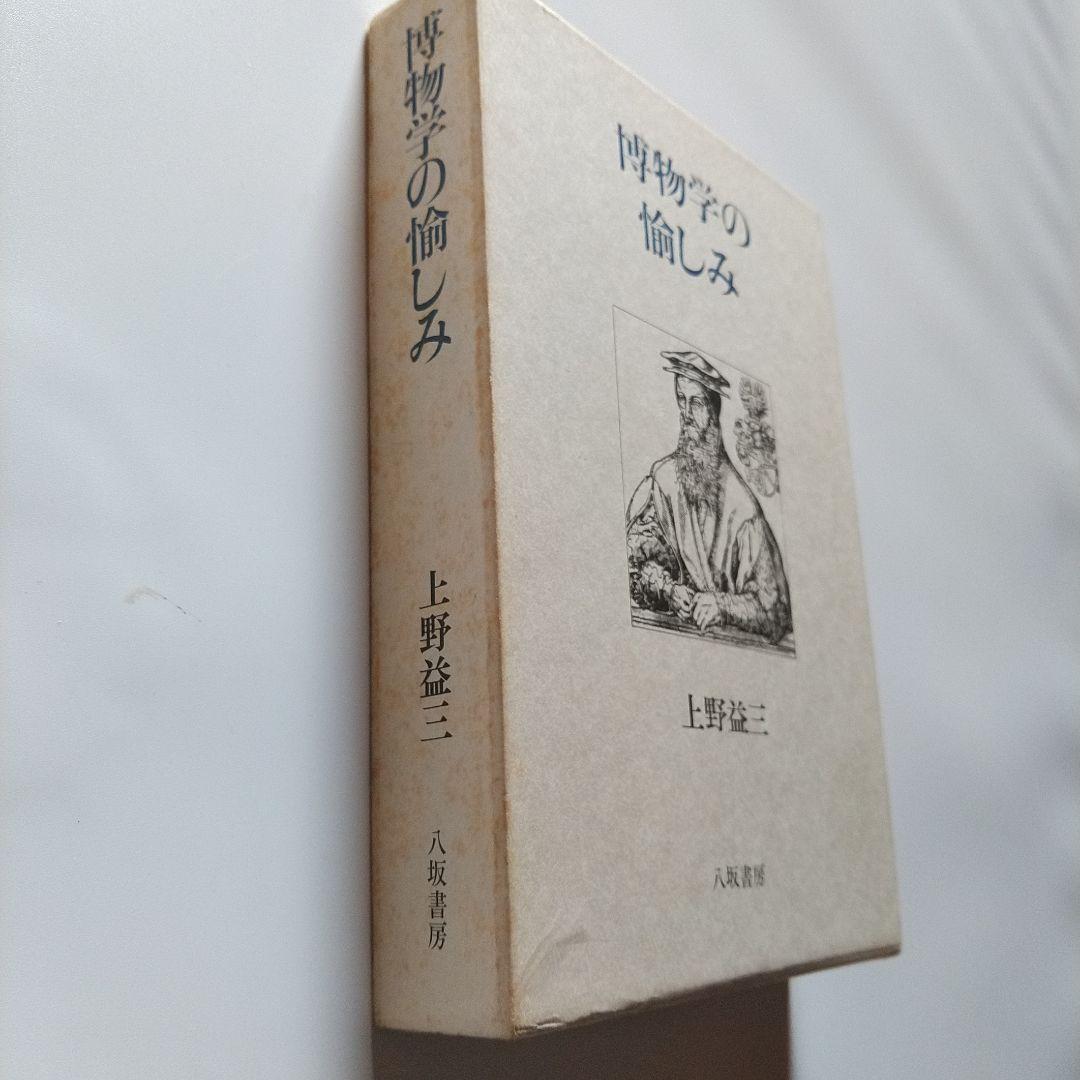 博物学の愉しみ
上野益三
八坂書房
博物学の
愉しみ
上野益三
八坂書房